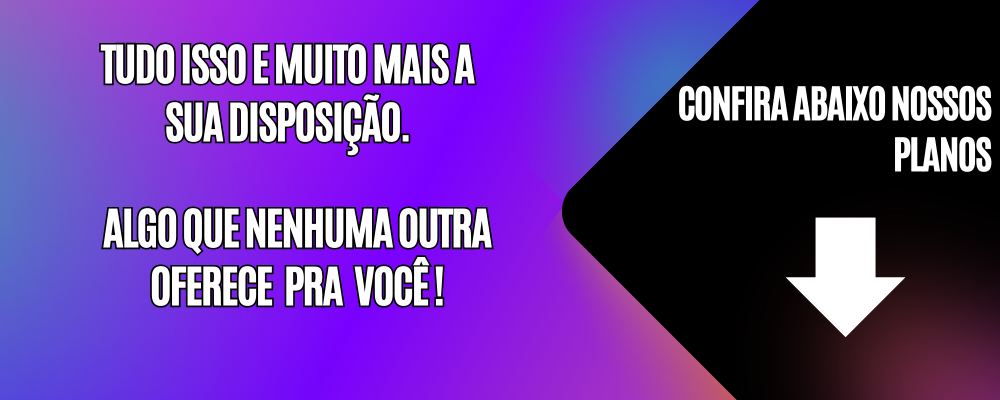 TUDO ISSO E MUITO MAIS A
SUA DISPOSIÇÃO.
ALGO QUE NENHUMA OUTRA
OFERECE PRA VOCÊ!
CONFIRA ABAIXO NOSSOS
PLANOS